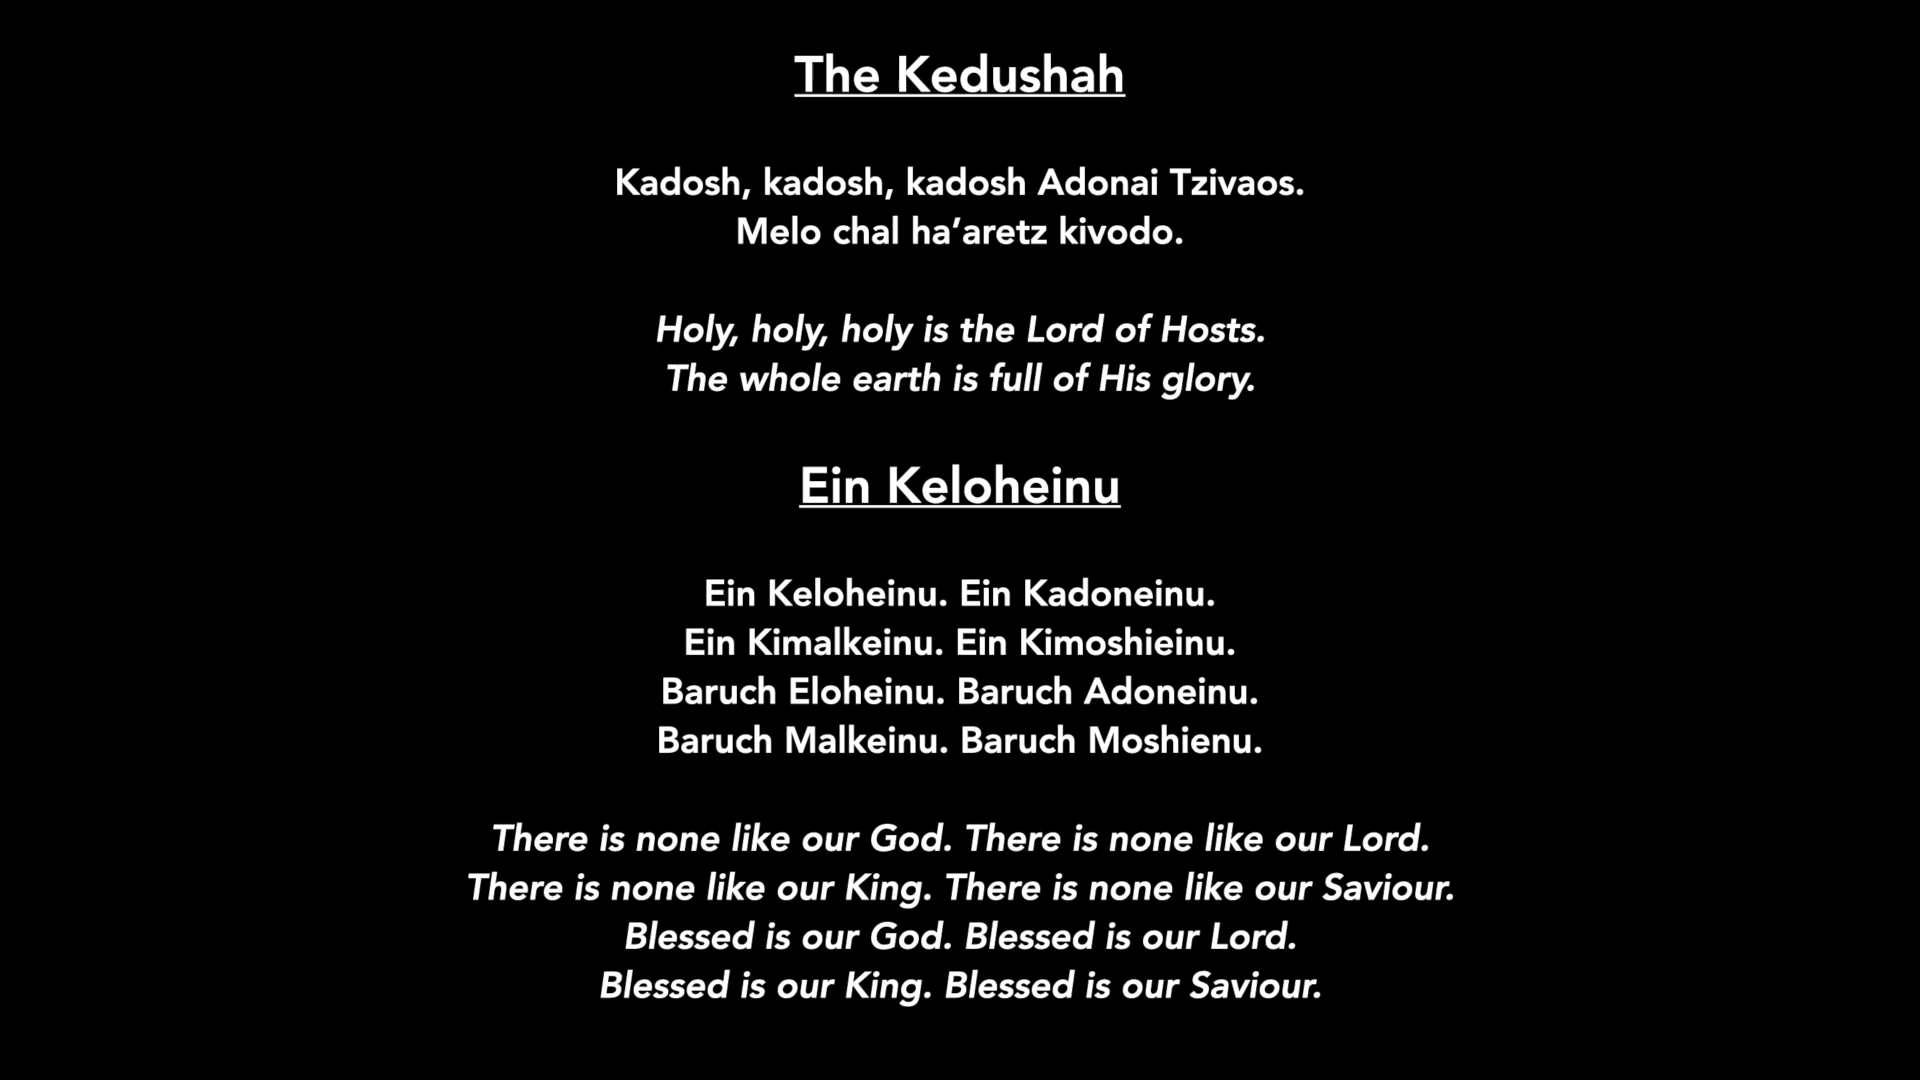 The Kedushah
Kadosh, kadosh, kadosh Adonai Tzivaos.
Melo chal ha’aretz kivodo.
Holy, holy, holy is the Lord of Hosts.
The whole earth is full of His glory.
Ein Keloheinu
Ein Keloheinu. Ein Kadoneinu.
Ein Kimalkeinu. Ein Kimoshieinu.
Baruch Eloheinu. Baruch Adoneinu.
Baruch Malkeinu. Baruch Moshienu.
There is none like our God. There is none like our Lord.
There is none like our King. There is none like our Saviour.
Blessed is our God. Blessed is our Lord.
Blessed is our King. Blessed is our Saviour.